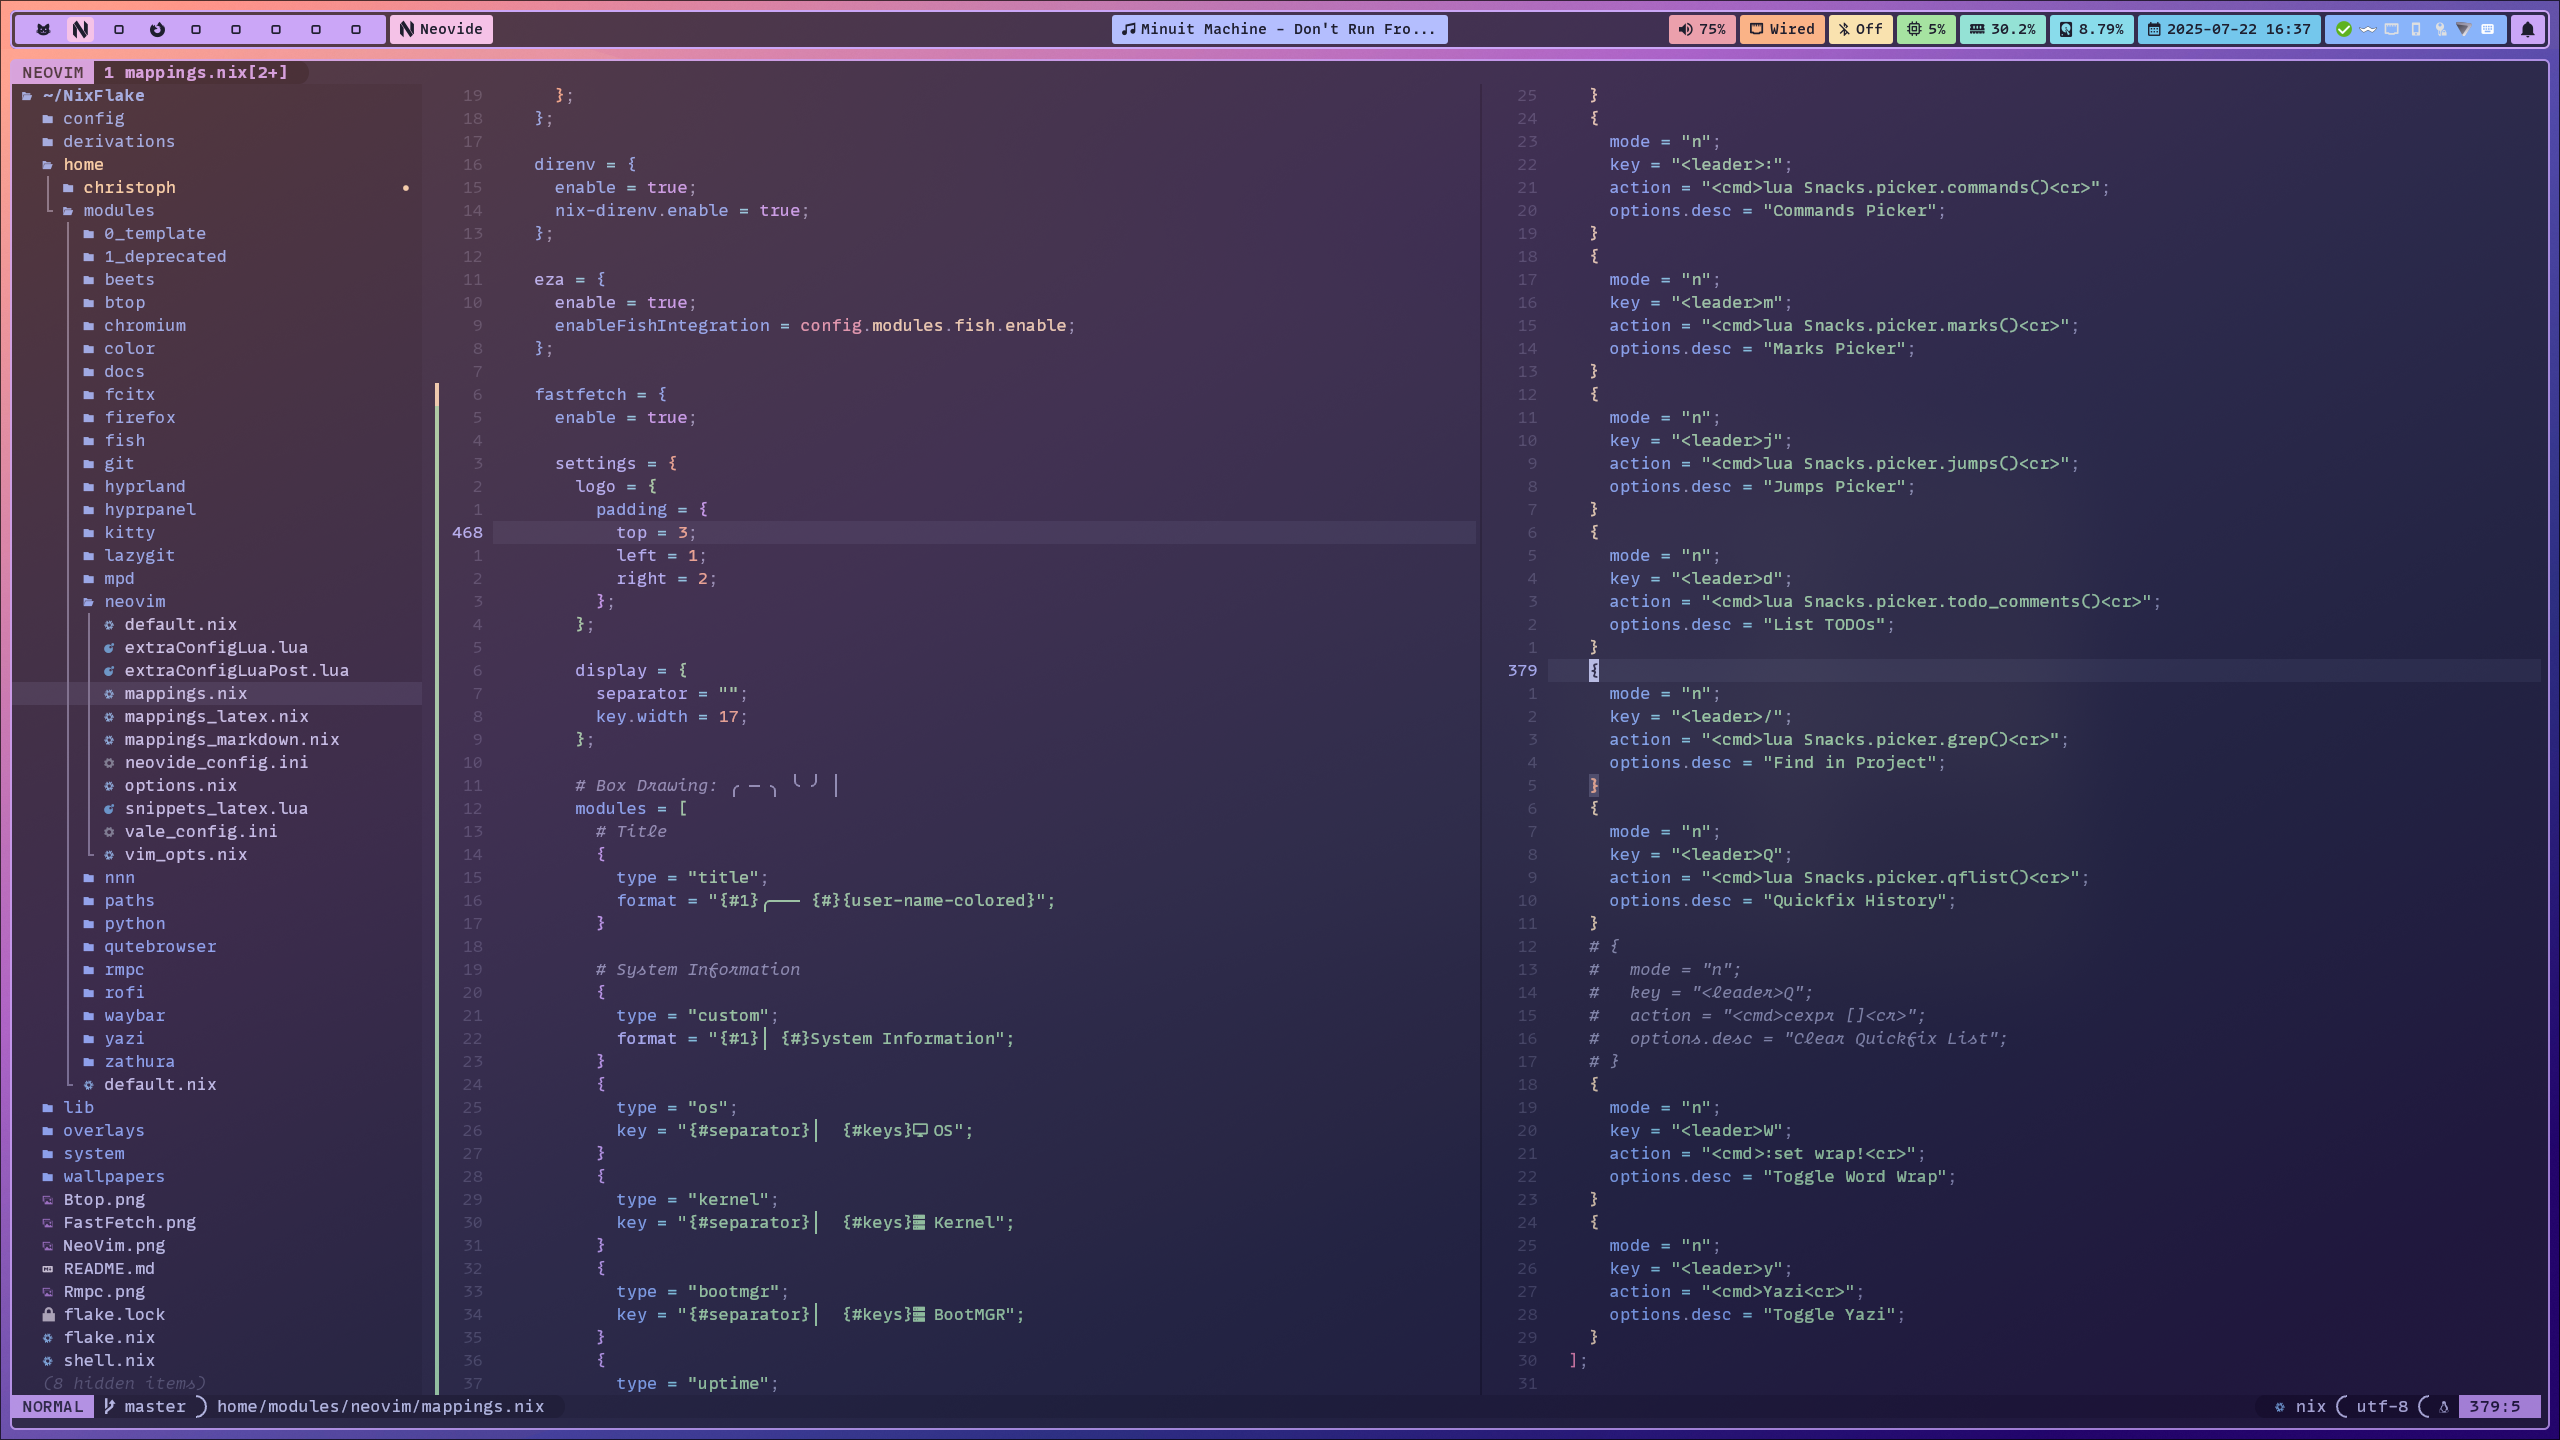 Neovide
Minuit Machine - Don't Run Fro...
75%
Wired
Off
5%
30.2%
8.79%
2025-07-22 16:37
NEOVIM 1 mappings.nix[2+]
~/NixFlake
config
derivations
home
christoph
modules
0_template
1_deprecated
beets
btop
chromium
color
docs
fcitx
firefox
fish
git
hyprland
hyprpanel
kitty
lazygit
mpd
neovim
default.nix
extraConfigLua.lua
extraConfigLuaPost.lua
mappings.nix
mappings_latex.nix
mappings_markdown.nix
neovide_config.ini
options.nix
snippets_latex.lua
vale_config.ini
vim_opts.nix
nnn
paths
python
qutebrowser
rmpc
rofi
waybar
yazi
zathura
default.nix
lib
overlays
system
wallpapers
Btop.png
FastFetch.png
NeoVim.png
README.md
Rmpc.png
flake.lock
flake.nix
shell.nix
(8 hidden items)
19 };
18 };
17
16 direnv = {
15 enable = true;
14 nix-direnv.enable = true;
13 };
12
11 eza = {
10 enable = true;
9 enableFishIntegration = config.modules.fish.enable;
8 };
7
6 fastfetch = {
5 enable = true;
4
3 settings = {
2 logo = {
1 padding = {
468 top = 3;
1 left = 1;
2 right = 2;
3 };
4 };
5
6 display = {
7 separator = "";
8 key.width = 17;
9 };
10
11 # Box Drawing: ╭ ─ ╮ ╰ ╯ │
12 modules = [
13 # Title
14 {
15 type = "title";
16 format = "{#1}╭── {#}{user-name-colored}";
17 }
18
19 # System Information
20 {
21 type = "custom";
22 format = "{#1}│ {#}System Information";
23 }
24 {
25 type = "os";
26 key = "{#separator}│ {#keys} OS";
27 }
28 {
29 type = "kernel";
30 key = "{#separator}│ {#keys} Kernel";
31 }
32 {
33 type = "bootmgr";
34 key = "{#separator}│ {#keys} BootMGR";
35 }
36 {
37 type = "uptime";
25 }
24 {
23 mode = "n";
22 key = "<leader>:";
21 action = "<cmd>lua Snacks.picker.commands()<cr>";
20 options.desc = "Commands Picker";
19 }
18 {
17 mode = "n";
16 key = "<leader>m";
15 action = "<cmd>lua Snacks.picker.marks()<cr>";
14 options.desc = "Marks Picker";
13 }
12 {
11 mode = "n";
10 key = "<leader>j";
9 action = "<cmd>lua Snacks.picker.jumps()<cr>";
8 options.desc = "Jumps Picker";
7 }
6 {
5 mode = "n";
4 key = "<leader>d";
3 action = "<cmd>lua Snacks.picker.todo_comments()<cr>";
2 options.desc = "List TODOs";
1 }
379 {
1 mode = "n";
2 key = "<leader>/";
3 action = "<cmd>lua Snacks.picker.grep()<cr>";
4 options.desc = "Find in Project";
5 }
6 {
7 mode = "n";
8 key = "<leader>Q";
9 action = "<cmd>lua Snacks.picker.qflist()<cr>";
10 options.desc = "Quickfix History";
11 }
12 # {
13 # mode = "n";
14 # key = "<leader>Q";
15 # action = "<cmd>cexpr []<cr>";
16 # options.desc = "Clear Quickfix List";
17 # }
18 {
19 mode = "n";
20 key = "<leader>W";
21 action = "<cmd>:set wrap!<cr>";
22 options.desc = "Toggle Word Wrap";
23 }
24 {
25 mode = "n";
26 key = "<leader>y";
27 action = "<cmd>Yazi<cr>";
28 options.desc = "Toggle Yazi";
29 }
30 ];
31
NORMAL master home/modules/neovim/mappings.nix
nix utf-8 379:5